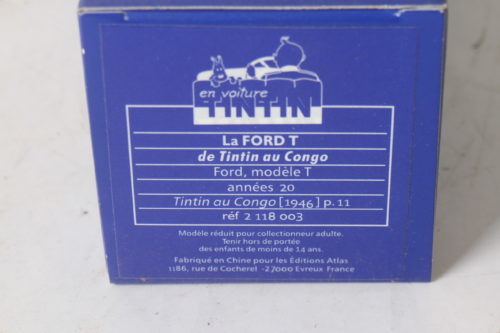 en voiture
TINTIN
La FORD T
de Tintin au Congo
Ford, modèle T
années 20
Tintin au Congo [1946] p. 11
réf 2 118 003
Modèle réduit pour collectionneur adulte.
Tenir hors de portée
des enfants de moins de 14 ans.
Fabriqué en Chine pour les Éditions Atlas
1186, rue de Cocherel -27000 Evreux France